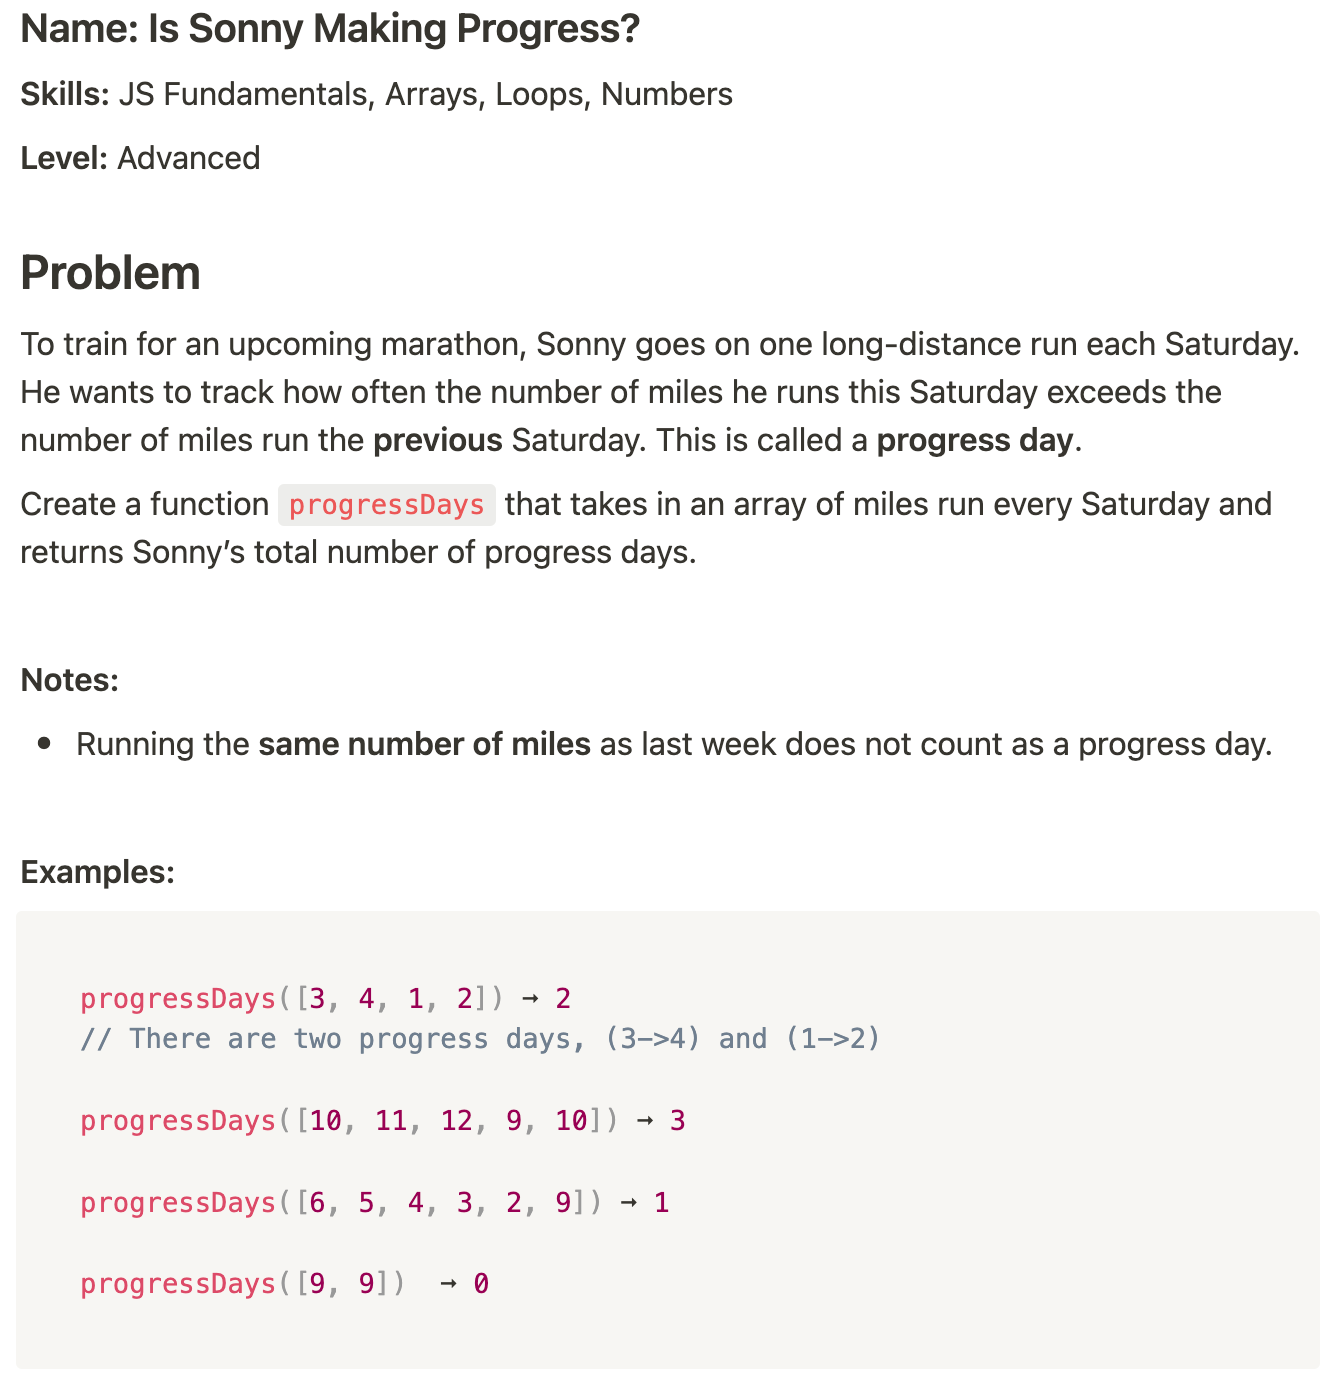 Name: Is Sonny Making Progress?
Skills: JS Fundamentals, Arrays, Loops, Numbers
Level: Advanced
Problem
To train for an upcoming marathon, Sonny goes on one long-distance run each Saturday.
He wants to track how often the number of miles he runs this Saturday exceeds the
number of miles run the previous Saturday. This is called a progress day.
Create a function progressDays that takes in an array of miles run every Saturday and
returns Sonny’s total number of progress days.
Notes:
• Running the same number of miles as last week does not count as a progress day.
Examples:
progressDays([3, 4, 1, 2]) → 2
// There are two progress days, (3->4) and (1->2)
progressDays([10, 11, 12, 9, 10]) → 3
progressDays([6, 5, 4, 3, 2, 9]) → 1
progressDays([9, 9])  → 0